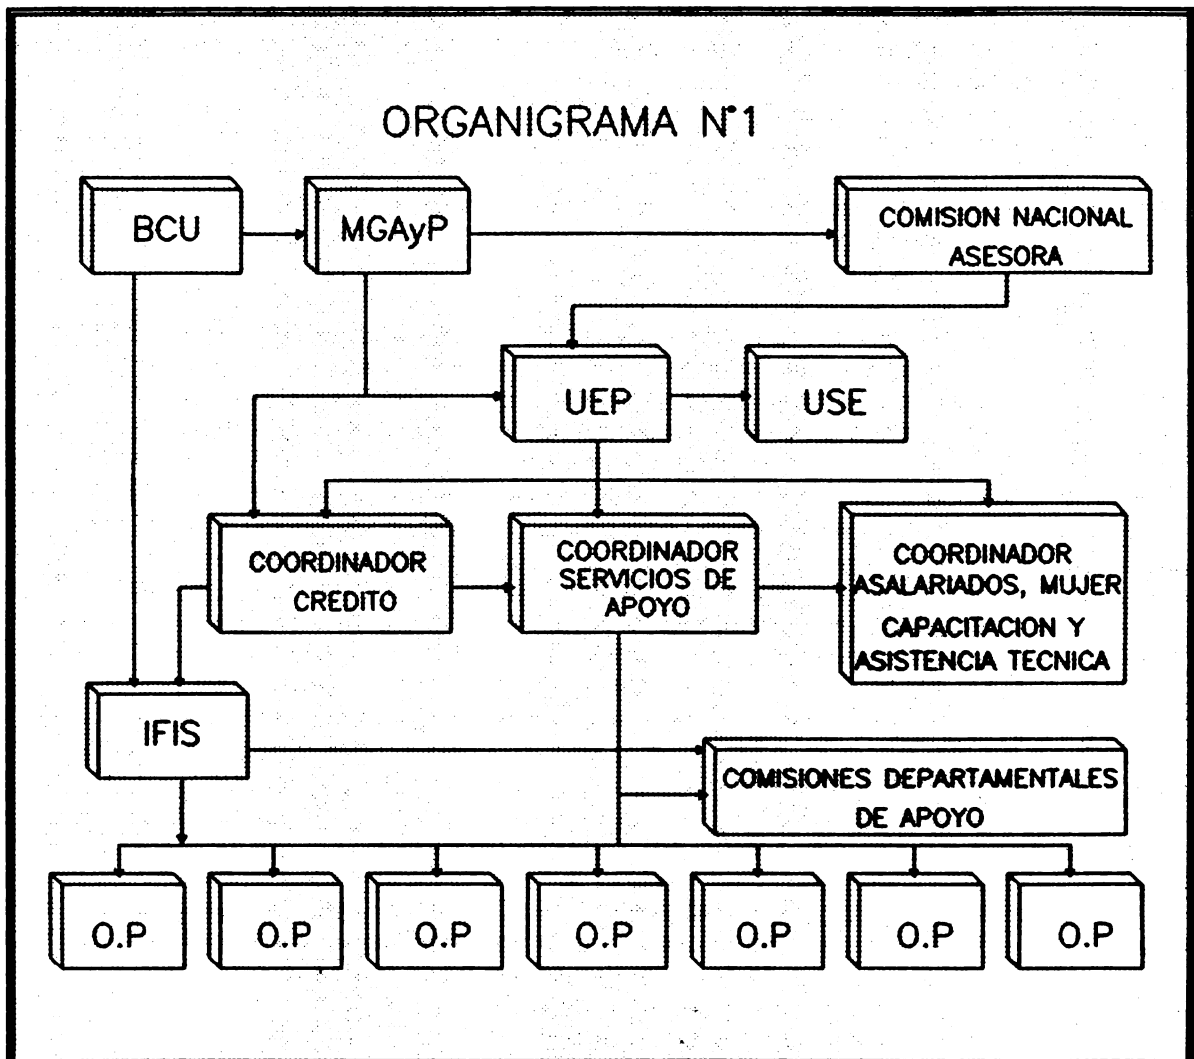 ORGANIGRAMA N°1
BCU
MGAyP
COMISION NACIONAL
ASESORA
UEP
USE
COORDINADOR
CREDITO
COORDINADOR
SERVICIOS DE
APOYO
COORDINADOR
ASALARIADOS, MUJER
CAPACITACION Y
ASISTENCIA TECNICA
IFIS
COMISIONES DEPARTAMENTALES
DE APOYO
O.P
O.P
O.P
O.P
O.P
O.P
O.P